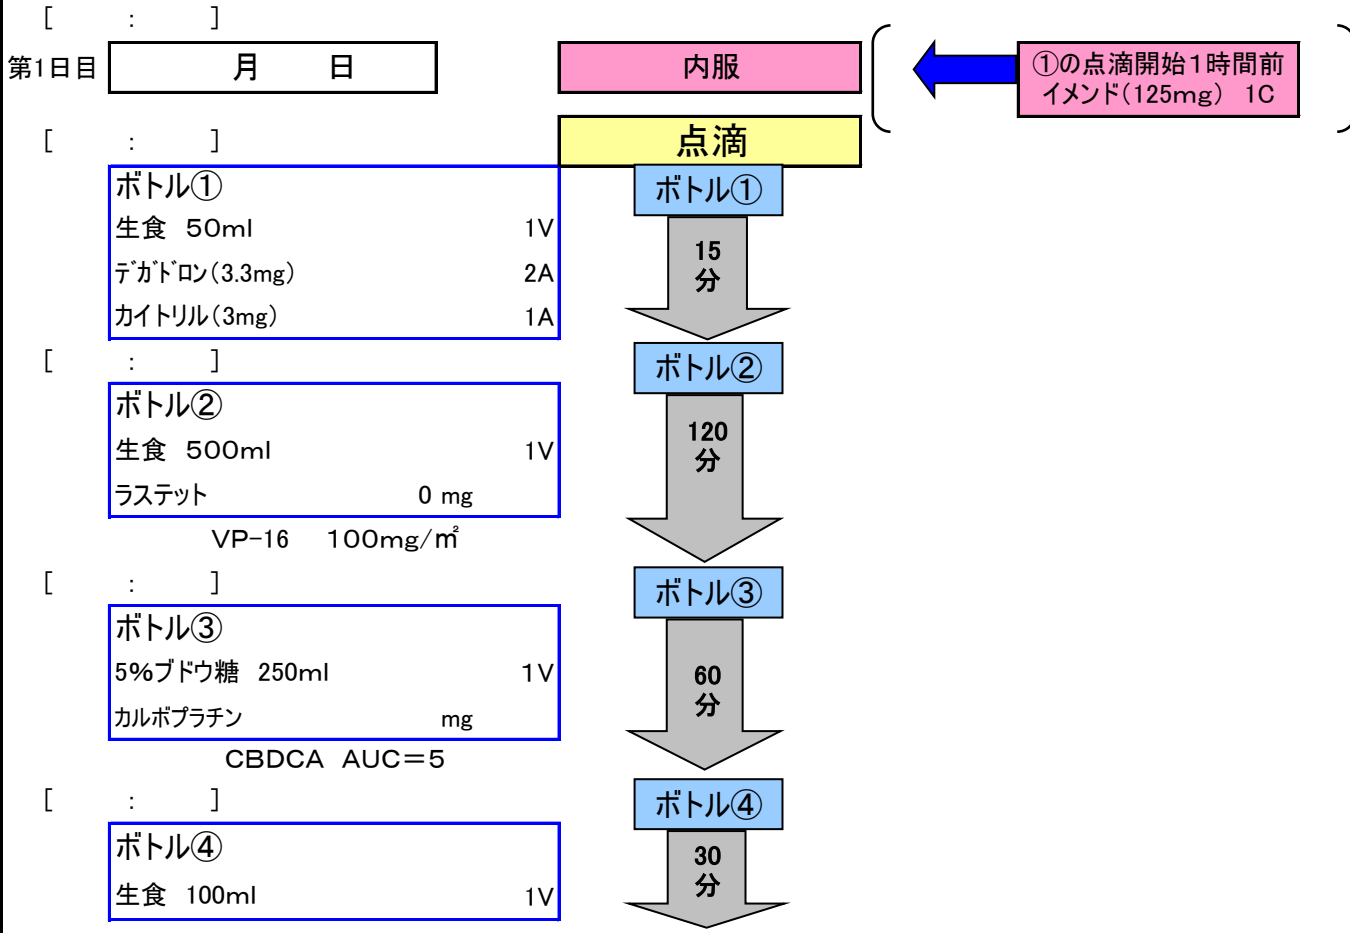 [　　：　　]
第1日目　月　日　内服　①の点滴開始１時間前
イメンド（125mg）　1C
[　　：　　]　点滴
ボトル①　ボトル①
生食　50ml　1V
デカドロン（3.3mg）　2A
カイトリル（3mg）　1A
15
分
[　　：　　]　ボトル②
ボトル②
生食　500ml　1V
ラステット　0 mg
120
分
VP-16　100mg/㎡
[　　：　　]　ボトル③
ボトル③
5%ブドウ糖　250ml　1V
カルボプラチン　mg
60
分
CBDCA　AUC＝5
[　　：　　]　ボトル④
ボトル④
生食　100ml　1V
30
分